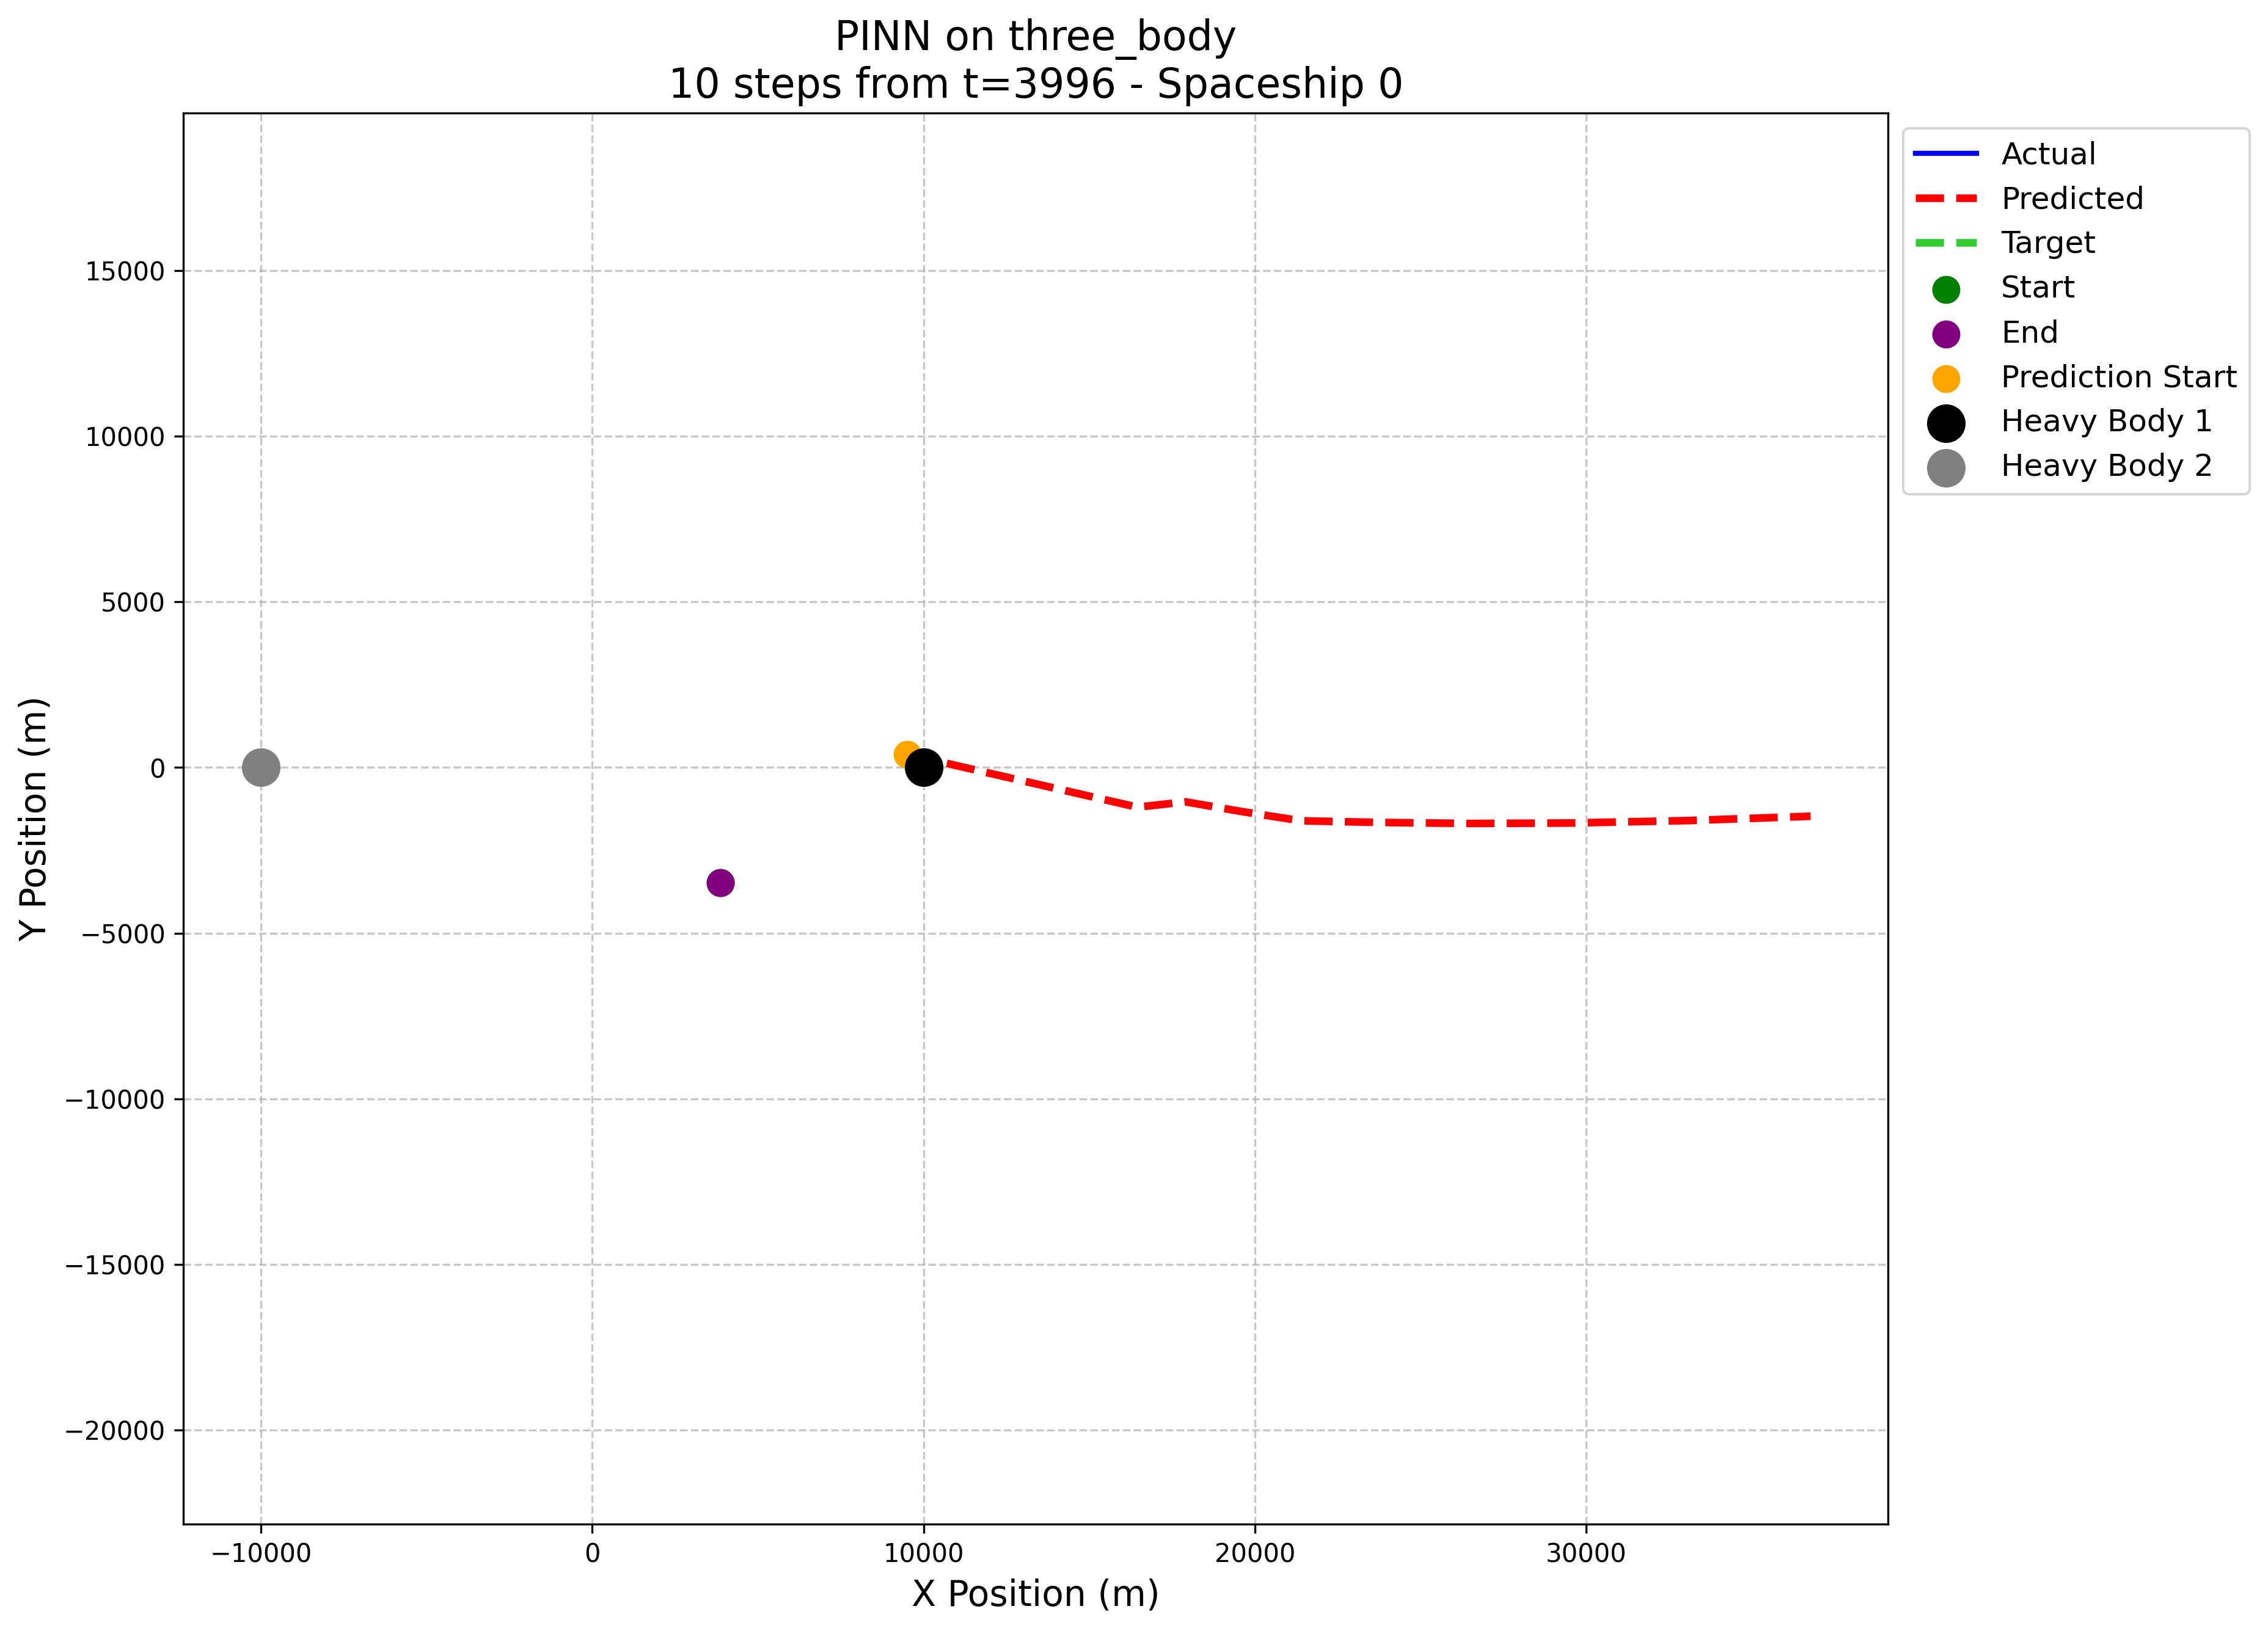 PINN on three_body
10 steps from t=3996 - Spaceship 0
Actual
Predicted
Target
Start
End
Prediction Start
Heavy Body 1
Heavy Body 2
Y Position (m)
15000
10000
5000
0
−5000
−10000
−15000
−20000
−10000
0
10000
20000
30000
X Position (m)